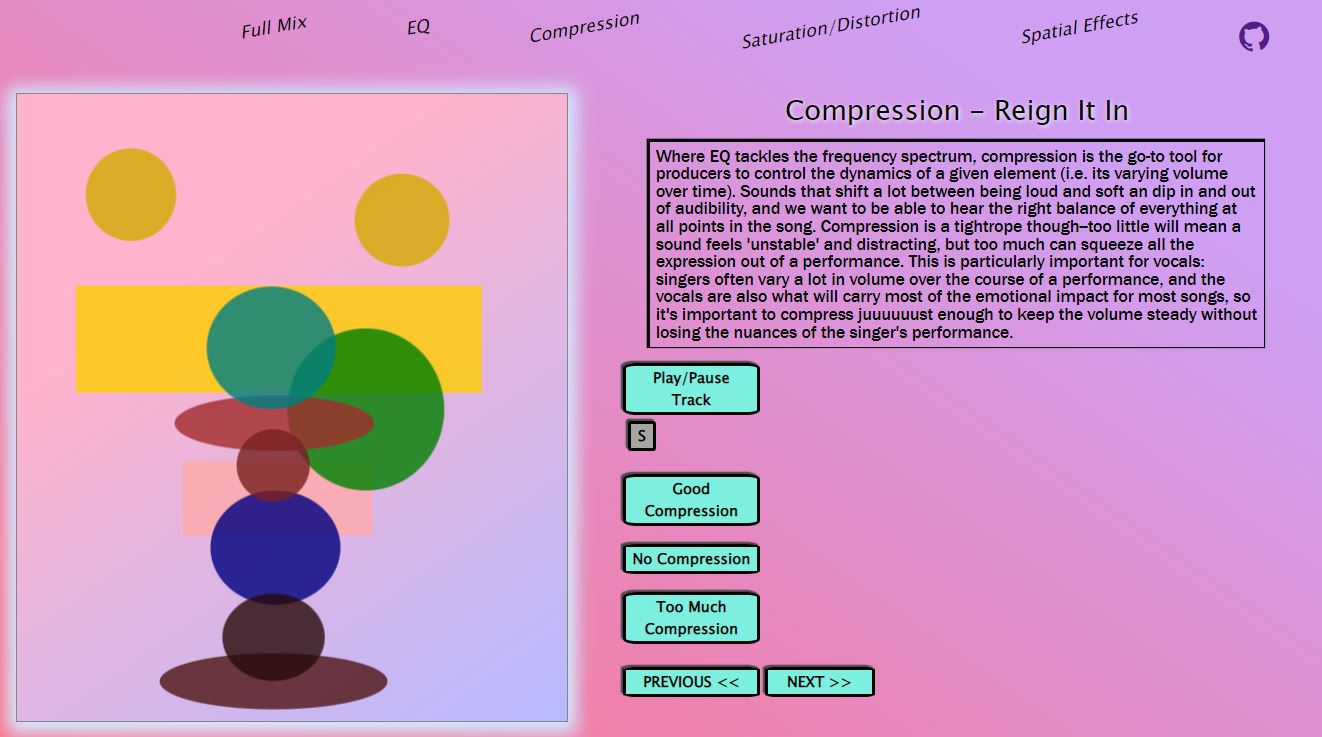 Full Mix
EQ
Compression
Saturation/Distortion
Spatial Effects
Compression – Reign It In
Where EQ tackles the frequency spectrum, compression is the go-to tool for
producers to control the dynamics of a given element (i.e. its varying volume
over time). Sounds that shift a lot between being loud and soft an dip in and out
of audibility, and we want to be able to hear the right balance of everything at
all points in the song. Compression is a tightrope though--too little will mean a
sound feels 'unstable' and distracting, but too much can squeeze all the
expression out of a performance. This is particularly important for vocals:
singers often vary a lot in volume over the course of a performance, and the
vocals are also what will carry most of the emotional impact for most songs, so
it's important to compress juuuuuust enough to keep the volume steady without
losing the nuances of the singer's performance.
Play/Pause
Track
S
Good
Compression
No Compression
Too Much
Compression
PREVIOUS <<
NEXT >>